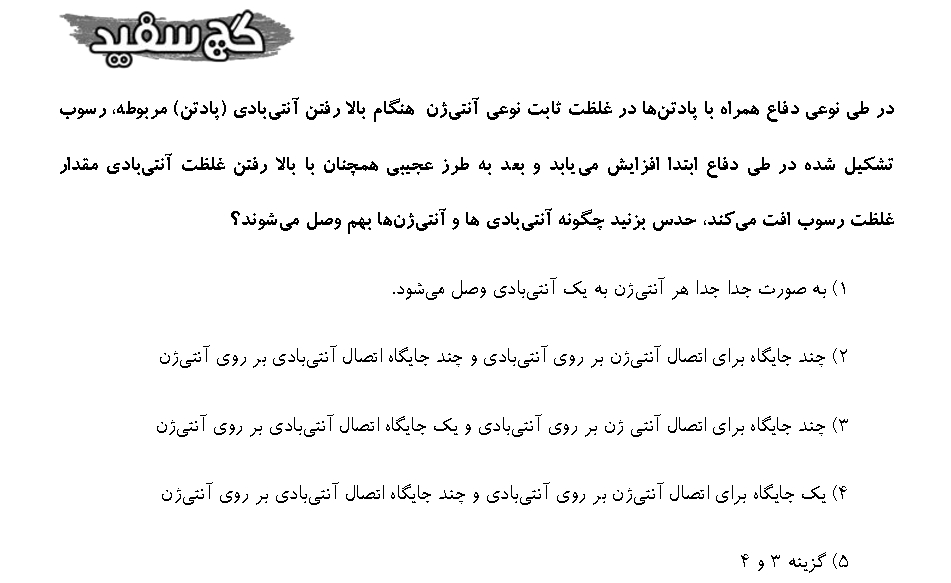 گچ سفید
در طی نوعی دفاع همراه با پادتن‌ها در غلظت ثابت نوعی آنتی‌ژن هنگام بالا رفتن آنتی‌بادی (پادتن) مربوطه، رسوب
تشکیل شده در طی دفاع ابتدا افزایش می‌یابد و بعد به طرز عجیبی همچنان با بالا رفتن غلظت آنتی‌بادی مقدار
غلظت رسوب افت می‌کند، حدس بزنید چگونه آنتی‌بادی ها و آنتی‌ژن‌ها بهم وصل می‌شوند؟
۱) به صورت جدا جدا هر آنتی‌ژن به یک آنتی‌بادی وصل می‌شود.
۲) چند جایگاه برای اتصال آنتی‌ژن بر روی آنتی‌بادی و چند جایگاه اتصال آنتی‌بادی بر روی آنتی‌ژن
۳) چند جایگاه برای اتصال آنتی ژن بر روی آنتی‌بادی و یک جایگاه اتصال آنتی‌بادی بر روی آنتی‌ژن
۴) یک جایگاه برای اتصال آنتی‌ژن بر روی آنتی‌بادی و چند جایگاه اتصال آنتی‌بادی بر روی آنتی‌ژن
۵) گزینه ۳ و ۴